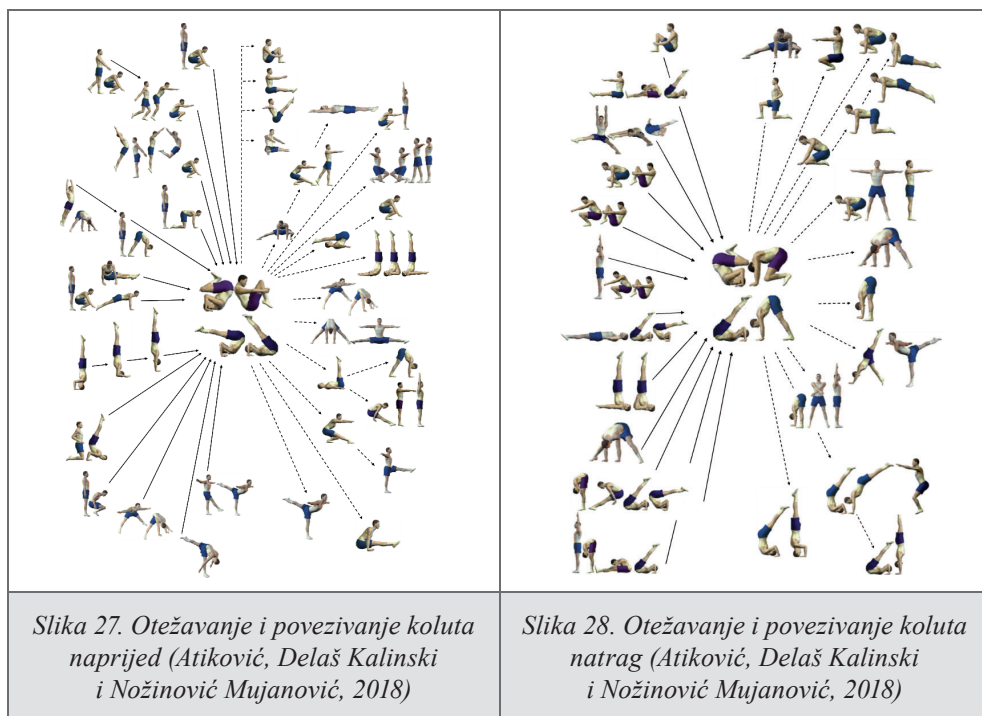 Slika 27. Otežavanje i povezivanje koluta
naprijed (Atiković, Delaš Kalinski
i Nožinović Mujanović, 2018)
Slika 28. Otežavanje i povezivanje koluta
natrag (Atiković, Delaš Kalinski
i Nožinović Mujanović, 2018)